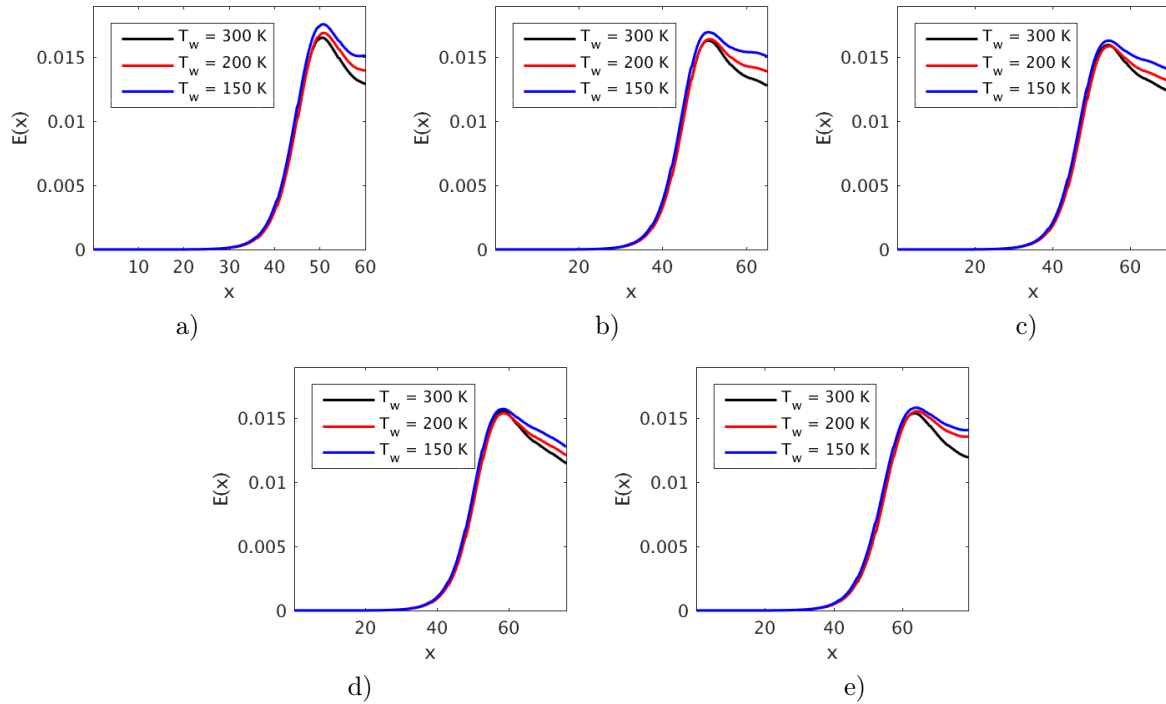 T_w = 300 K
T_w = 200 K
T_w = 150 K
E(x)
0.015
0.01
0.005
0
10 20 30 40 50 60
x
a)
T_w = 300 K
T_w = 200 K
T_w = 150 K
E(x)
0.015
0.01
0.005
0
20 40 60
x
b)
T_w = 300 K
T_w = 200 K
T_w = 150 K
E(x)
0.015
0.01
0.005
0
20 40 60
x
c)
T_w = 300 K
T_w = 200 K
T_w = 150 K
E(x)
0.015
0.01
0.005
0
20 40 60
x
d)
T_w = 300 K
T_w = 200 K
T_w = 150 K
E(x)
0.015
0.01
0.005
0
20 40 60
x
e)